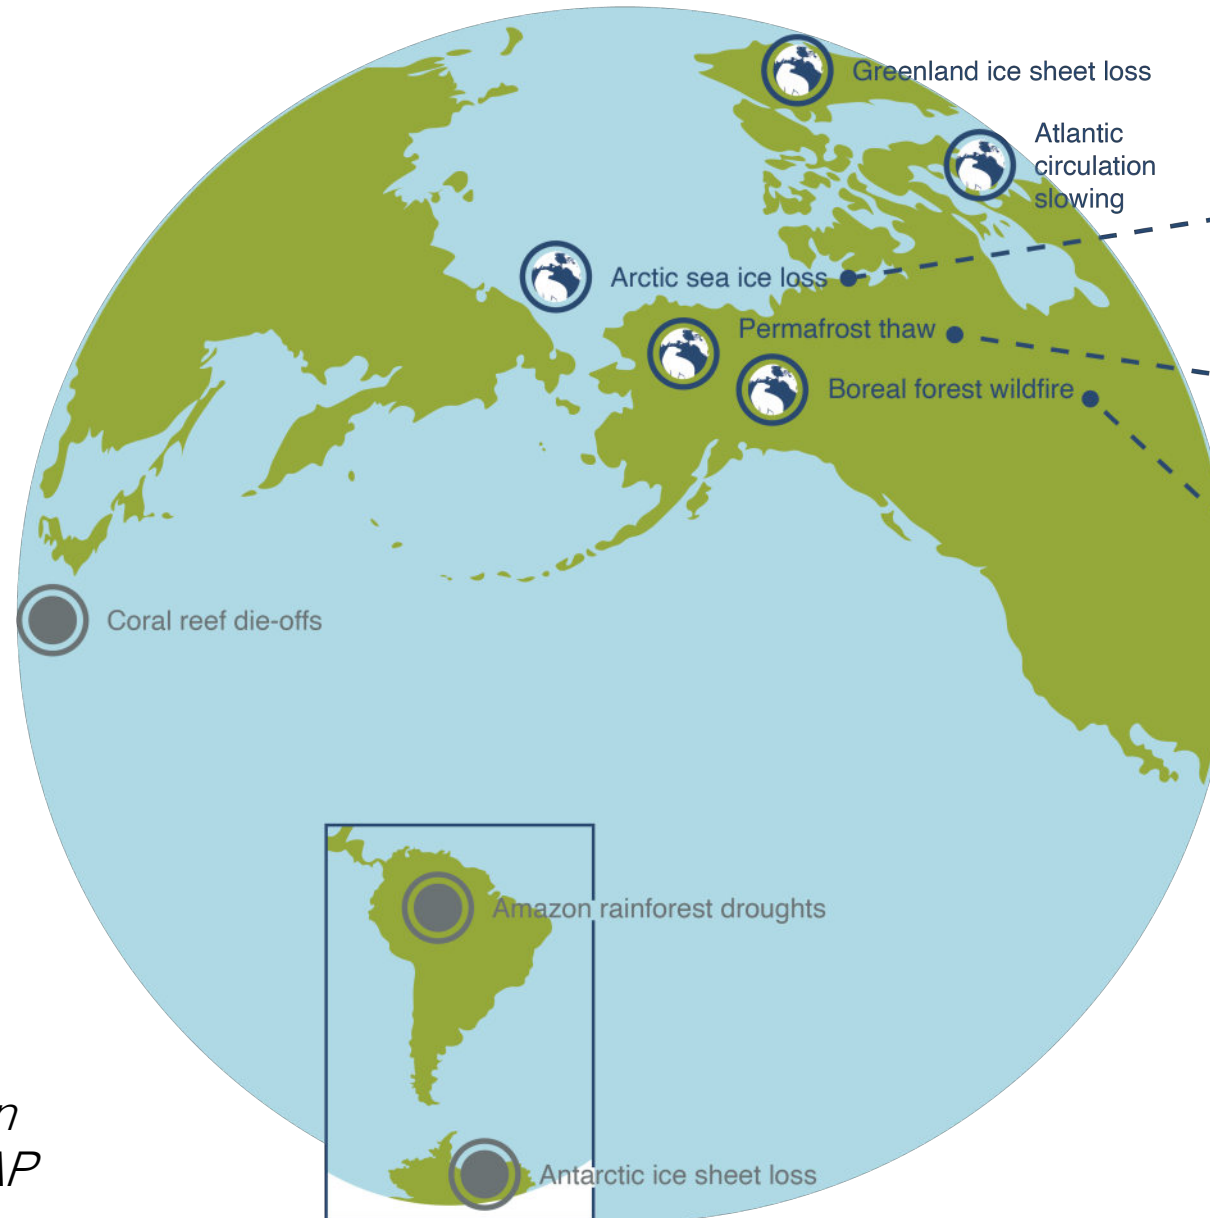 Greenland ice sheet loss
Atlantic
circulation
slowing
Arctic sea ice loss
Permafrost thaw
Boreal forest wildfire
Coral reef die-offs
Amazon rainforest droughts
Antarctic ice sheet loss